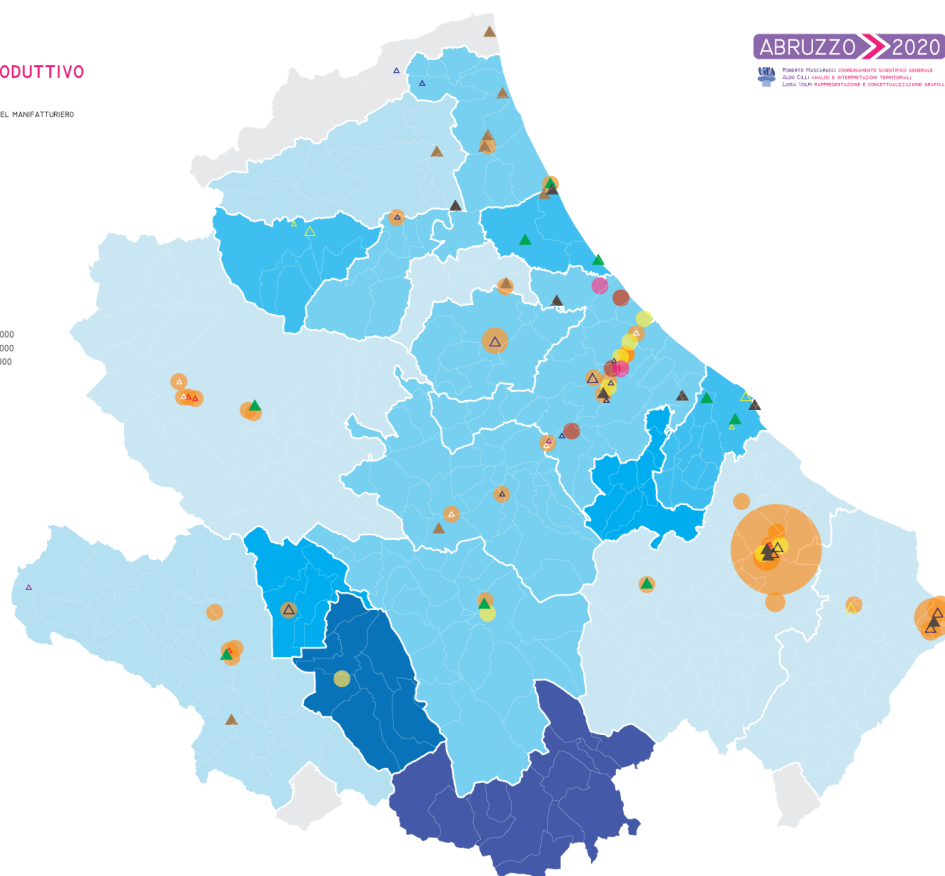 ODUTTIVO
EL MANIFATTURIERO
ABRUZZO 2020
ROBERTO MASCARUCCI COORDINAMENTO SCIENTIFICO GENERALE
ALDO CILLI ANALISI E INTERPRETAZIONI TERRITORIALI
LUISA VOLPI RAPPRESENTAZIONE E CONCETTUALIZZAZIONE GRAFICA
000
000
000